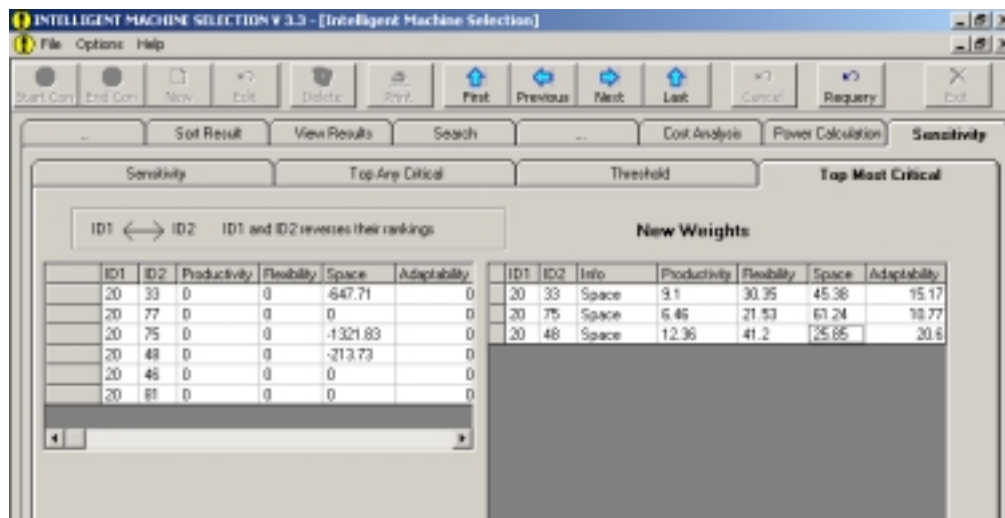 INTELLIGENT MACHINE SELECTION V 3.3 - [Intelligent Machine Selection]
File Options Help
Start Con End Con New Edit Delete Print First Previous Next Last Cancel Requery Exit
.. Sort Result View Results Search ... Cost Analysis Power Calculation Sensitivity
Sensitivity Top Any Critical Threshold Top Most Critical
ID1 ⟷ ID2 ID1 and ID2 reverses their rankings New Weights
ID1 ID2 Productivity Flexibility Space Adaptability
20 33 0 0 -647.71 0
20 77 0 0 0 0
20 75 0 0 -1321.83 0
20 48 0 0 -213.73 0
20 46 0 0 0 0
20 81 0 0 0 0
ID1 ID2 Info Productivity Flexibility Space Adaptability
20 33 Space 9.1 30.35 45.38 15.17
20 75 Space 6.46 21.53 61.24 10.77
20 48 Space 12.36 41.2 25.85 20.6